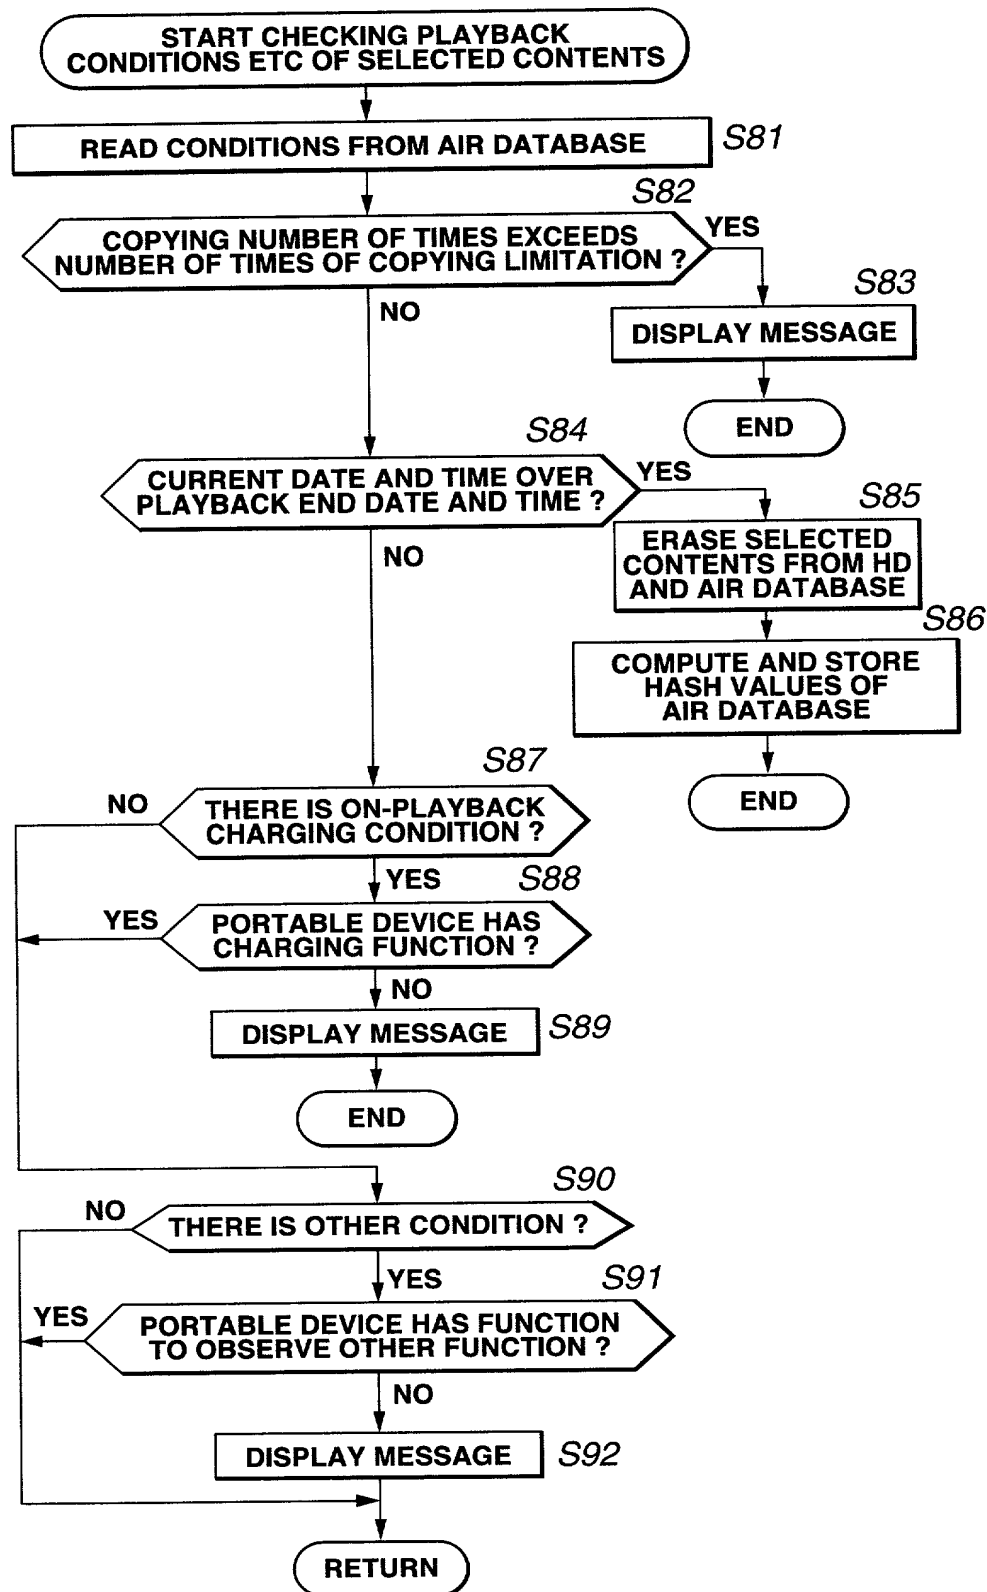 START CHECKING PLAYBACK
CONDITIONS ETC OF SELECTED CONTENTS
READ CONDITIONS FROM AIR DATABASE
S81
S82
COPYING NUMBER OF TIMES EXCEEDS
NUMBER OF TIMES OF COPYING LIMITATION ?
YES
NO
S83
DISPLAY MESSAGE
END
S84
CURRENT DATE AND TIME OVER
PLAYBACK END DATE AND TIME ?
YES
NO
S85
ERASE SELECTED
CONTENTS FROM HD
AND AIR DATABASE
S86
COMPUTE AND STORE
HASH VALUES OF
AIR DATABASE
END
S87
NO
THERE IS ON-PLAYBACK
CHARGING CONDITION ?
YES
S88
YES
PORTABLE DEVICE HAS
CHARGING FUNCTION ?
NO
DISPLAY MESSAGE
S89
END
S90
NO
THERE IS OTHER CONDITION ?
YES
S91
YES
PORTABLE DEVICE HAS FUNCTION
TO OBSERVE OTHER FUNCTION ?
NO
DISPLAY MESSAGE
S92
RETURN